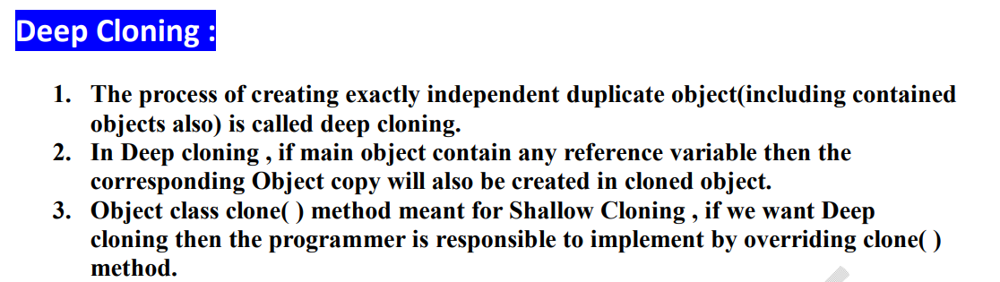 Deep Cloning :
1. The process of creating exactly independent duplicate object(including contained
objects also) is called deep cloning.
2. In Deep cloning , if main object contain any reference variable then the
corresponding Object copy will also be created in cloned object.
3. Object class clone( ) method meant for Shallow Cloning , if we want Deep
cloning then the programmer is responsible to implement by overriding clone( )
method.